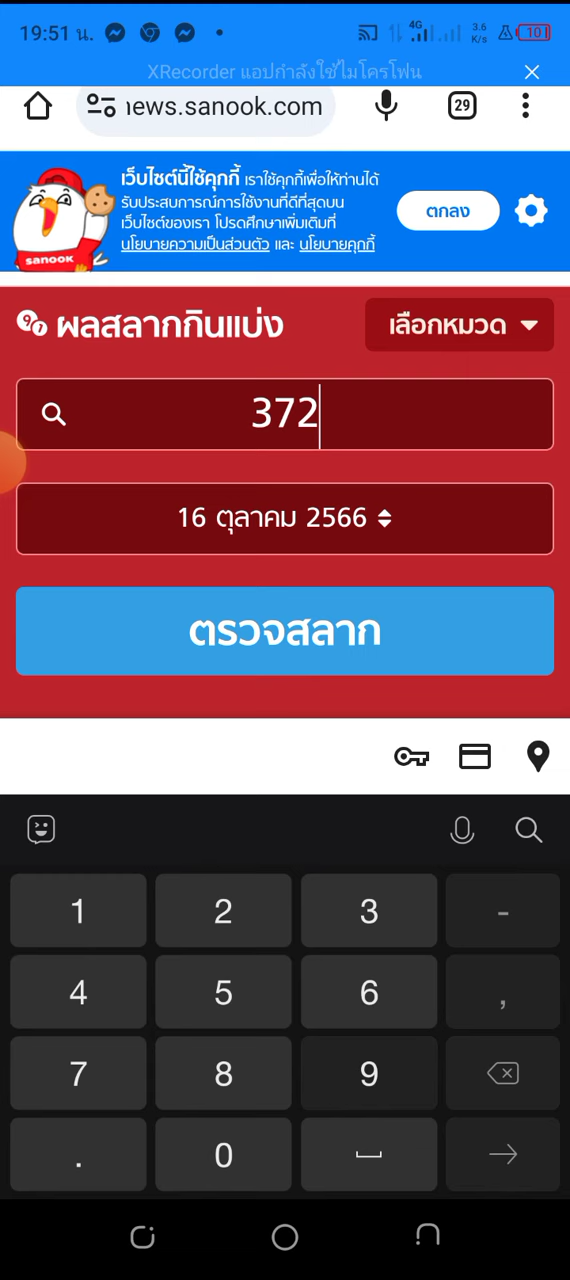 19:51 น.
4G
3.6
K/s
10
XRecorder แอปกำลังใช้ไมโครโฟน
news.sanook.com
29
เว็บไซต์นี้ใช้คุกกี้ เราใช้คุกกี้เพื่อให้ท่านได้
รับประสบการณ์การใช้งานที่ดีที่สุดบน
เว็บไซต์ของเรา โปรดศึกษาเพิ่มเติมที่
นโยบายความเป็นส่วนตัว และ นโยบายคุกกี้
ตกลง
sanook
97 ผลสลากกินแบ่ง
เลือกหมวด
372
16 ตุลาคม 2566
ตรวจสลาก
1 2 3 -
4 5 6 ,
7 8 9
. 0